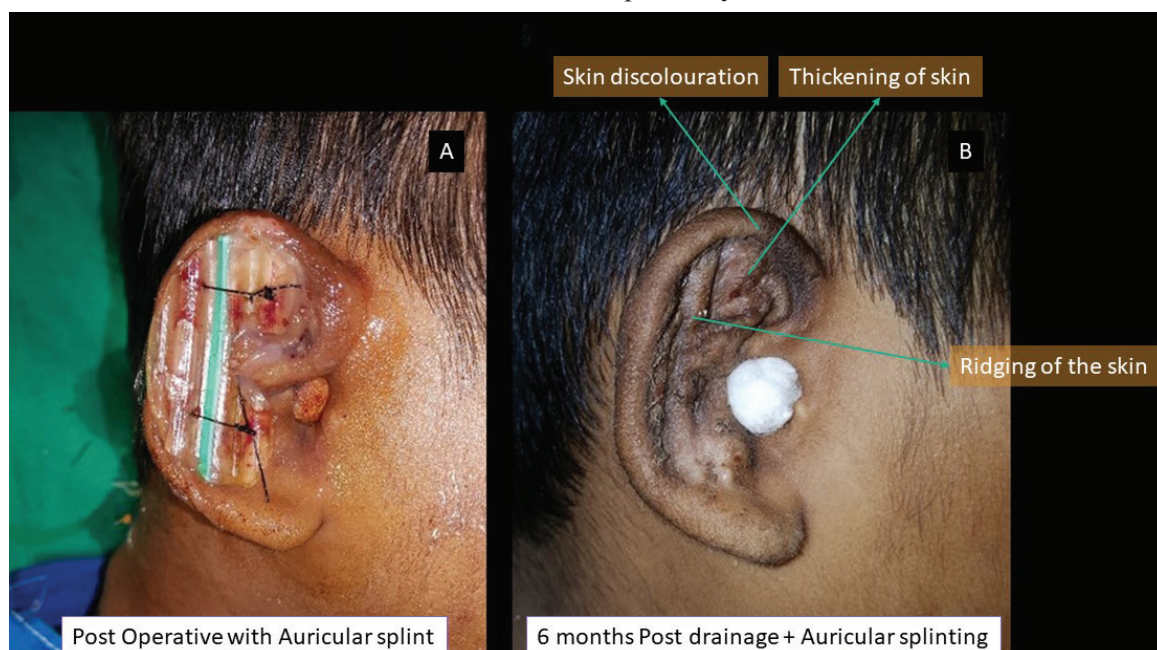 Skin discolouration
Thickening of skin
A
B
Ridging of the skin
Post Operative with Auricular splint
6 months Post drainage + Auricular splinting